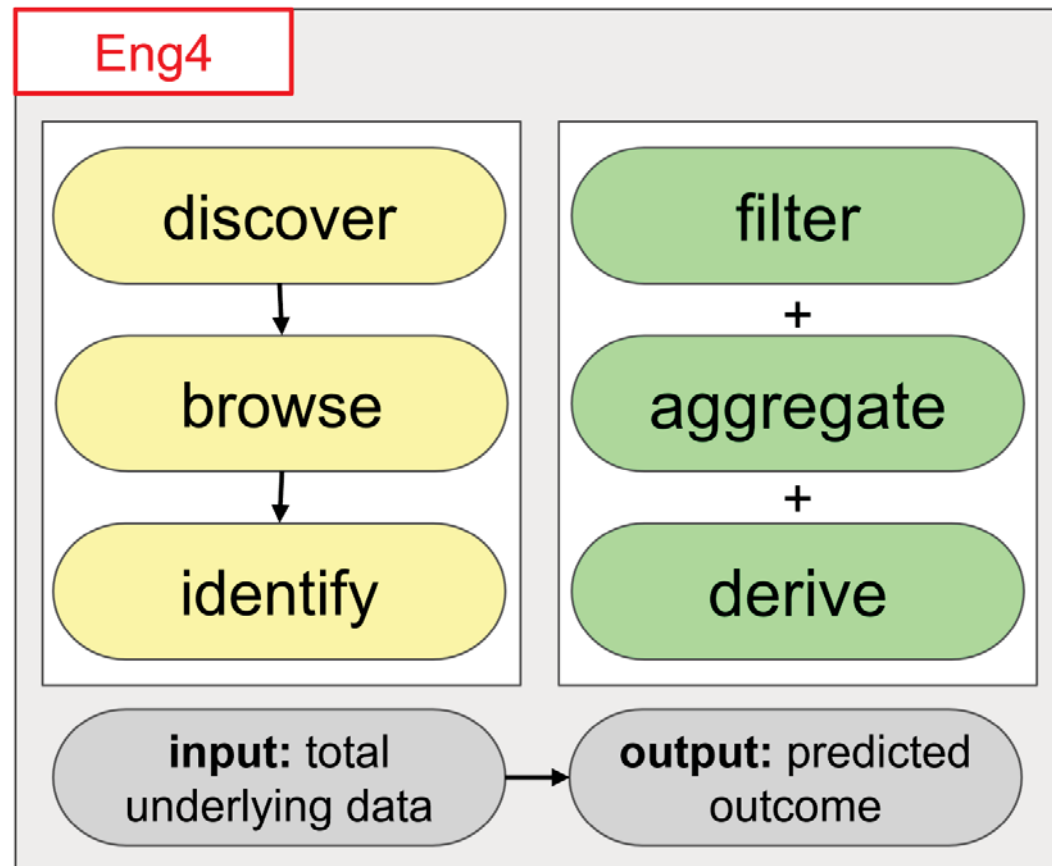 Eng4
discover
browse
identify
filter
+
aggregate
+
derive
input: total
underlying data
output: predicted
outcome